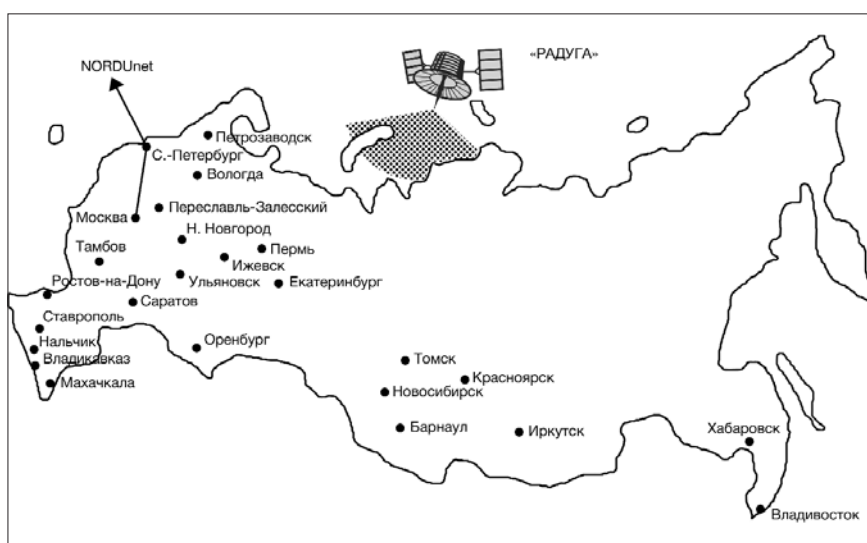 «РАДУГА»
NORDUnet
Петрозаводск
С.-Петербург
Вологда
Переславль-Залесский
Москва
Н. Новгород
Пермь
Тамбов
Ижевск
Ростов-на-Дону
Ульяновск
Екатеринбург
Саратов
Ставрополь
Нальчик
Оренбург
Владикавказ
Томск
Махачкала
Красноярск
Новосибирск
Барнаул
Иркутск
Хабаровск
Владивосток